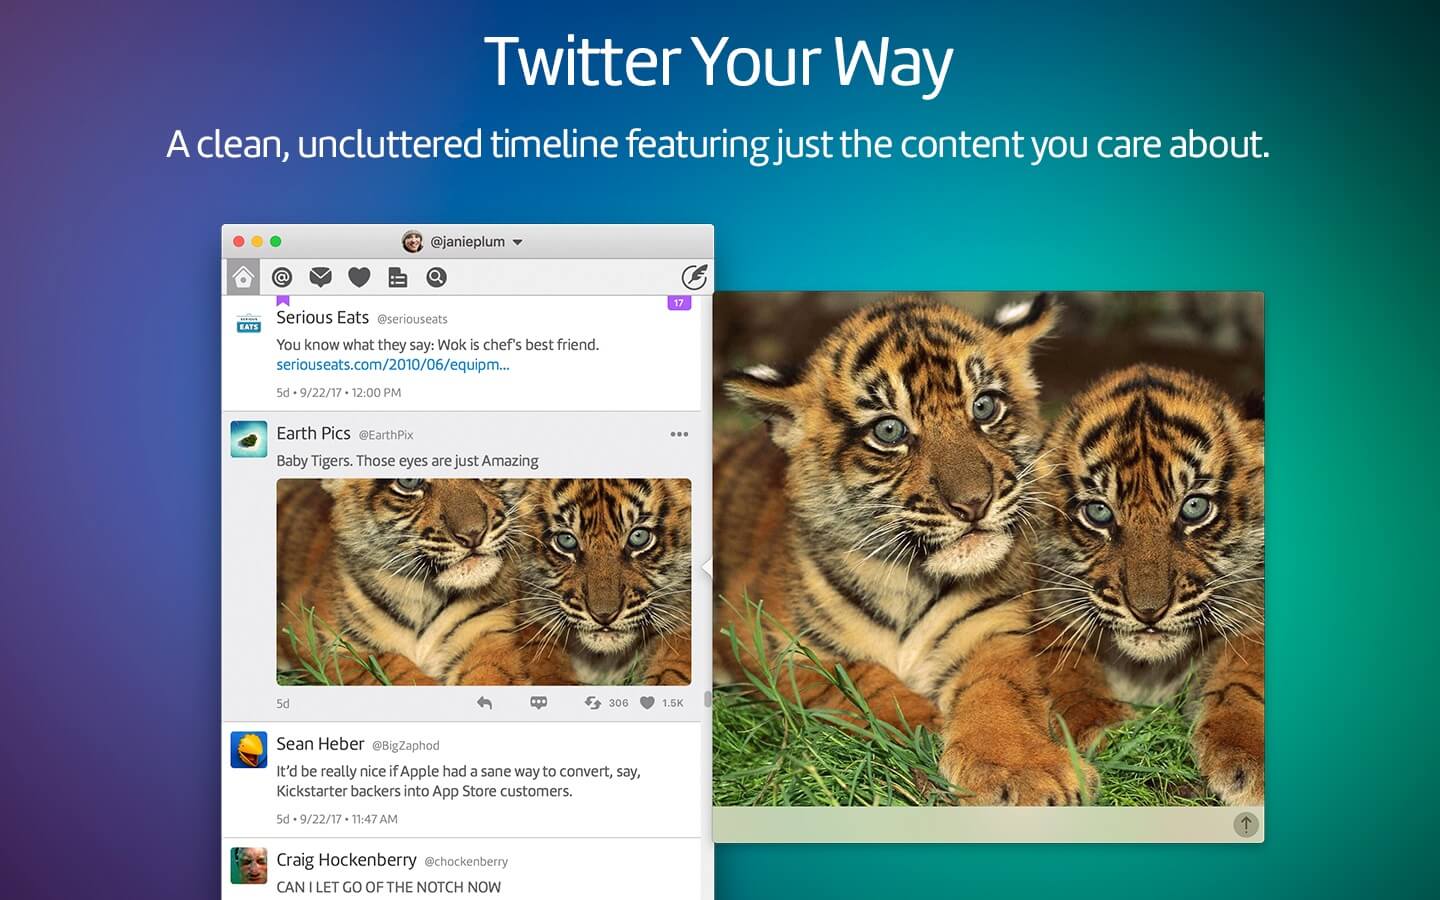 Twitter Your Way
A clean, uncluttered timeline featuring just the content you care about.
@janieplum
17
SERIOUS
EATS
Serious Eats @seriouseats
You know what they say: Wok is chef's best friend.
seriouseats.com/2010/06/equipm...
5d • 9/22/17 • 12:00 PM
Earth Pics @EarthPix
Baby Tigers. Those eyes are just Amazing
5d 306 1.5K
Sean Heber @BigZaphod
It'd be really nice if Apple had a sane way to convert, say,
Kickstarter backers into App Store customers.
5d • 9/22/17 • 11:47 AM
Craig Hockenberry @chockenberry
CAN I LET GO OF THE NOTCH NOW